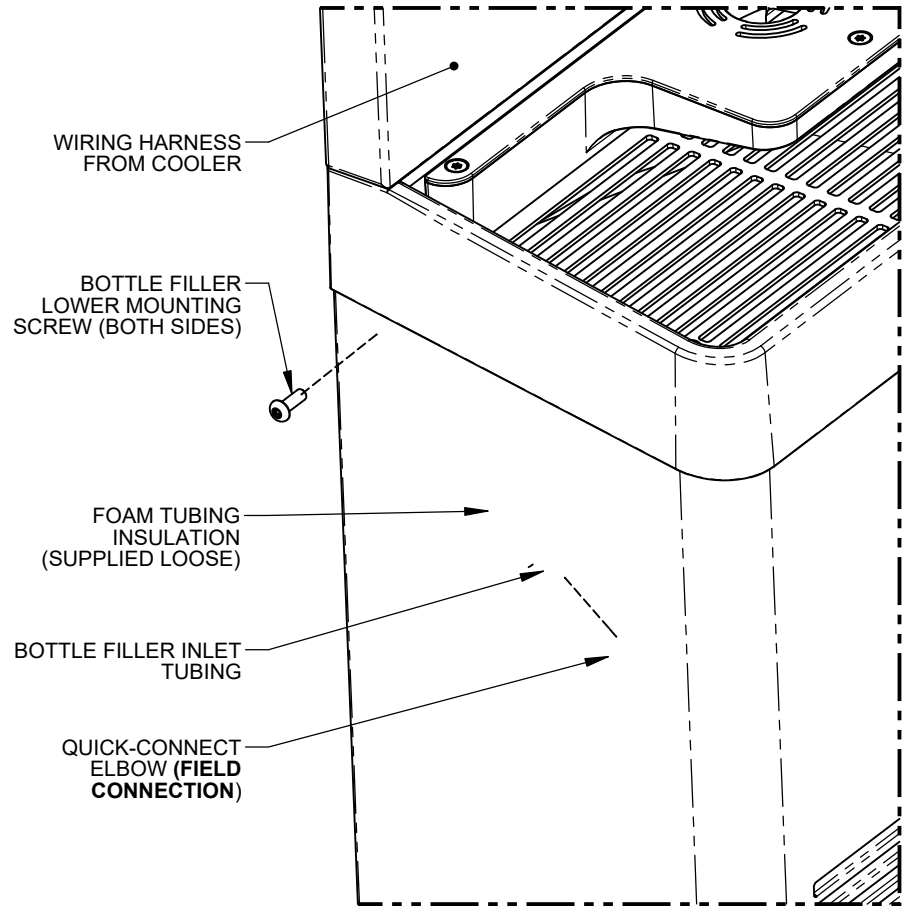 WIRING HARNESS
FROM COOLER
BOTTLE FILLER
LOWER MOUNTING
SCREW (BOTH SIDES)
FOAM TUBING
INSULATION
(SUPPLIED LOOSE)
BOTTLE FILLER INLET
TUBING
QUICK-CONNECT
ELBOW (FIELD
CONNECTION)